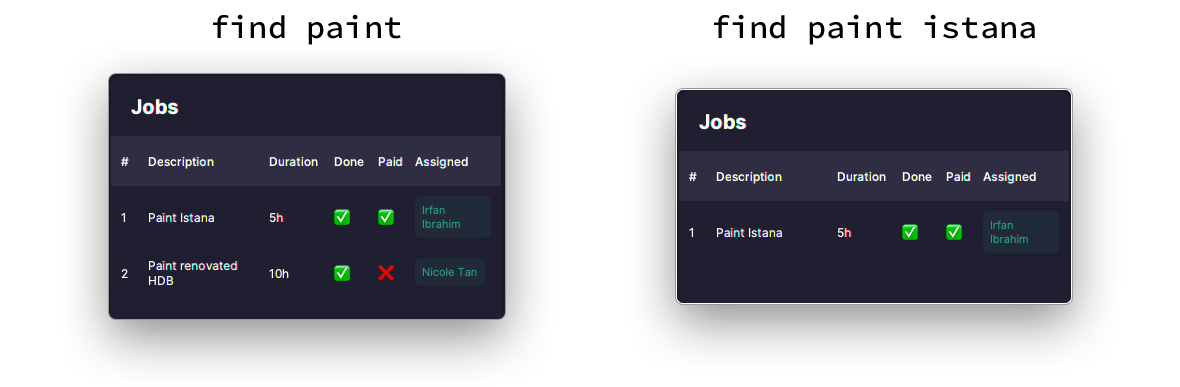 find paint
Jobs
# Description Duration Done Paid Assigned
1 Paint Istana 5h ✅ ✅ Irfan
Ibrahim
2 Paint renovated
HDB 10h ✅ ❌ Nicole Tan
find paint istana
Jobs
# Description Duration Done Paid Assigned
1 Paint Istana 5h ✅ ✅ Irfan
Ibrahim